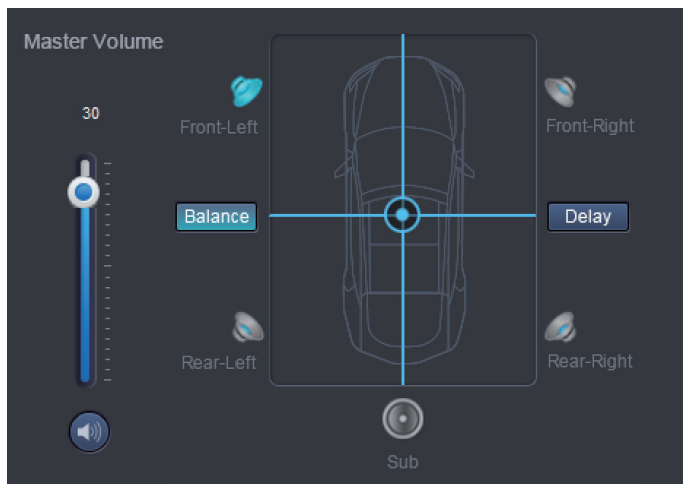 Master Volume
30
Front-Left
Front-Right
Balance
Delay
Rear-Left
Rear-Right
Sub